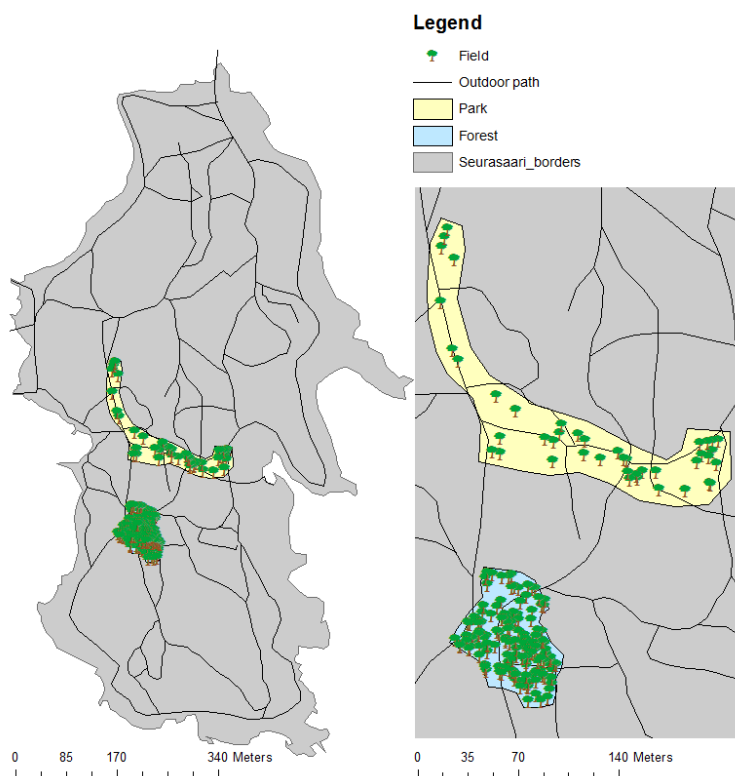 Legend
Field
Outdoor path
Park
Forest
Seurasaari_borders
0 85 170 340 Meters
0 35 70 140 Meters